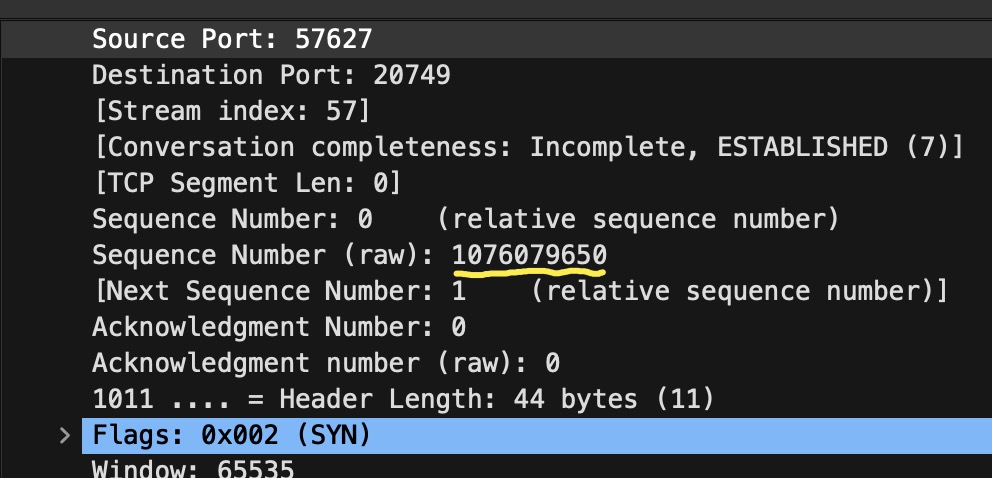 Source Port: 57627
Destination Port: 20749
[Stream index: 57]
[Conversation completeness: Incomplete, ESTABLISHED (7)]
[TCP Segment Len: 0]
Sequence Number: 0    (relative sequence number)
Sequence Number (raw): 1076079650
[Next Sequence Number: 1    (relative sequence number)]
Acknowledgment Number: 0
Acknowledgment number (raw): 0
1011 .... = Header Length: 44 bytes (11)
Flags: 0x002 (SYN)
Window: 65535